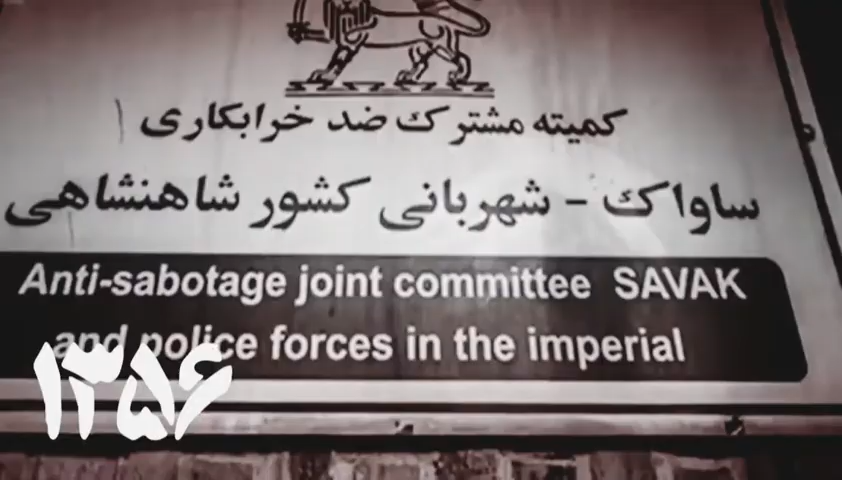 کمیته مشترک ضد خرابکاری
ساواک - شهربانی کشور شاهنشاهی
Anti-sabotage joint committee SAVAK
and police forces in the imperial
۱۳۵۶